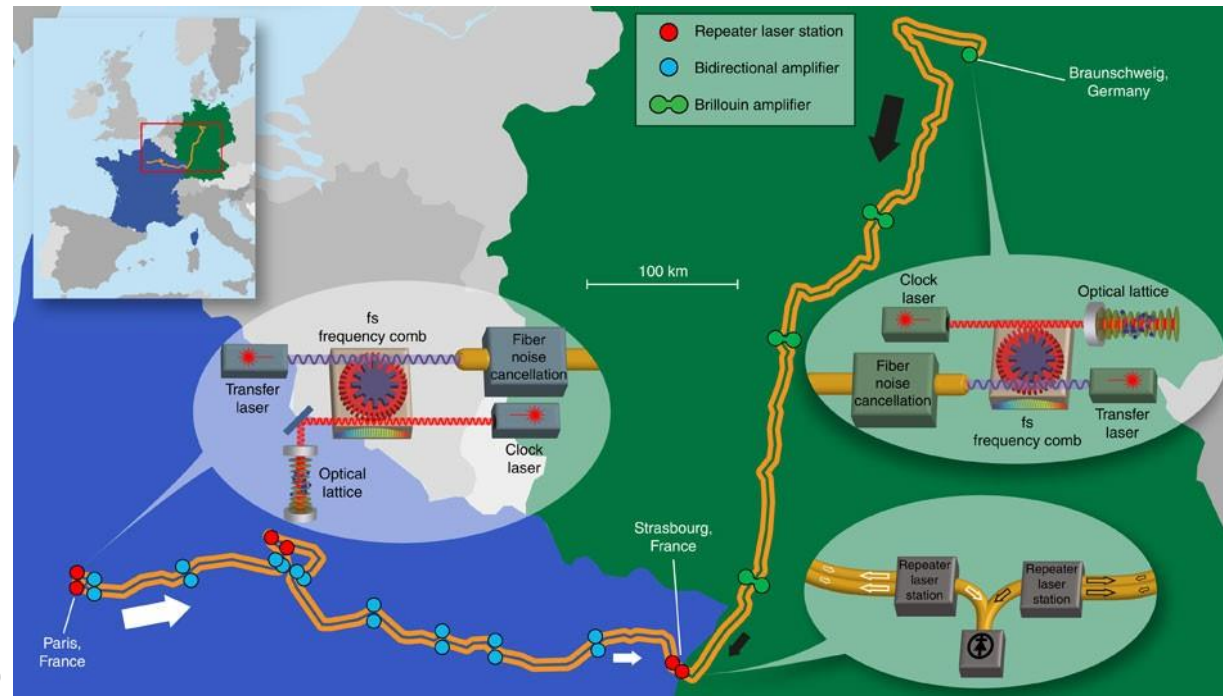 Repeater laser station
Bidirectional amplifier
Brillouin amplifier
Braunschweig,
Germany
100 km
Clock
laser
Optical lattice
Fiber
noise
cancellation
fs
frequency comb
Transfer
laser
fs
frequency comb
Fiber
noise
cancellation
Transfer
laser
Clock
laser
Optical
lattice
Strasbourg,
France
Repeater
laser
station
Repeater
laser
station
Paris,
France